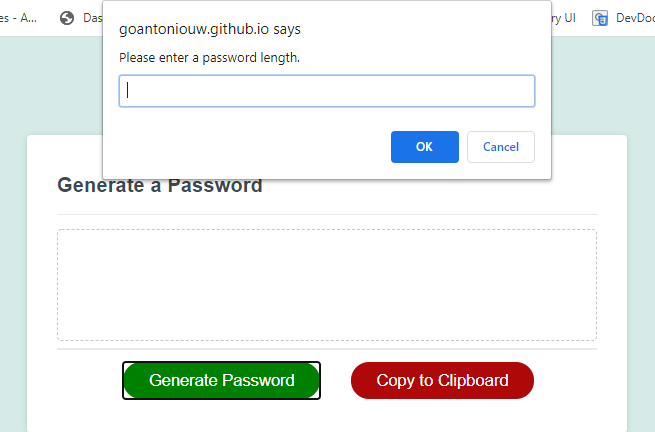 es - A...
Das
ry UI
DevDoc
goantoniouw.github.io says
Please enter a password length.
OK
Cancel
Generate a Password
Generate Password
Copy to Clipboard